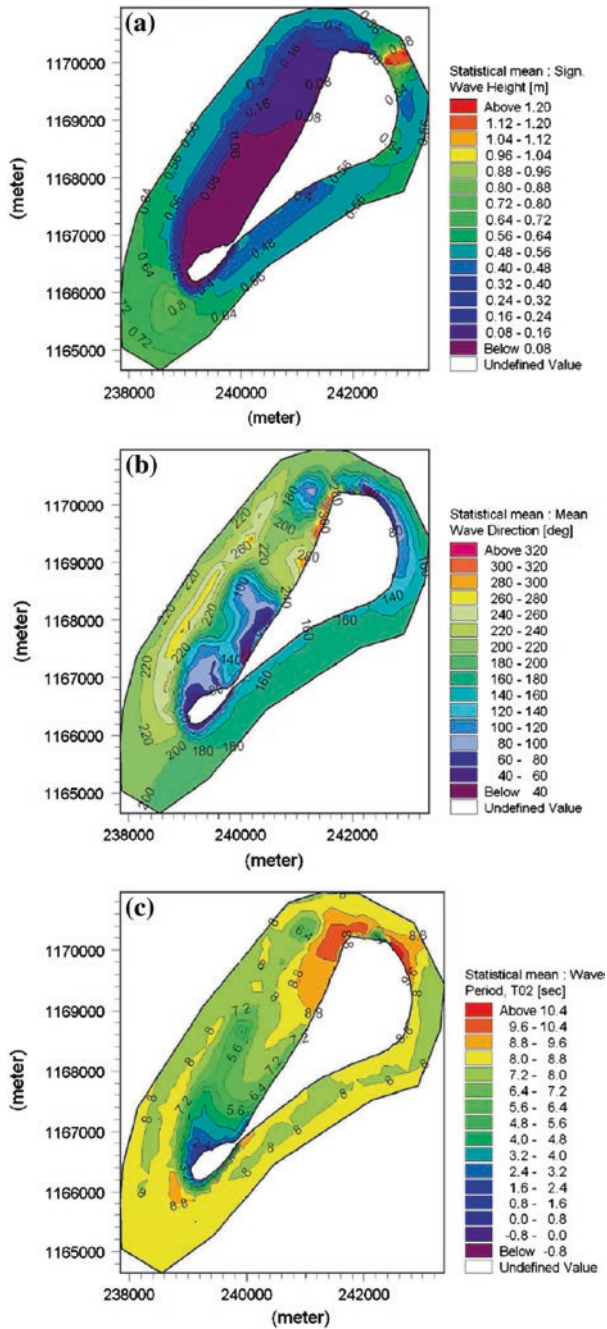 (a)
1170000
1169000
1168000
1167000
1166000
1165000
(meter)
238000 240000 242000
(meter)
Statistical mean : Sign.
Wave Height [m]
Above 1.20
1.12 - 1.20
1.04 - 1.12
0.96 - 1.04
0.88 - 0.96
0.80 - 0.88
0.72 - 0.80
0.64 - 0.72
0.56 - 0.64
0.48 - 0.56
0.40 - 0.48
0.32 - 0.40
0.24 - 0.32
0.16 - 0.24
0.08 - 0.16
Below 0.08
Undefined Value
(b)
1170000
1169000
1168000
1167000
1166000
1165000
(meter)
238000 240000 242000
(meter)
Statistical mean : Mean
Wave Direction [deg]
Above 320
300 - 320
280 - 300
260 - 280
240 - 260
220 - 240
200 - 220
180 - 200
160 - 180
140 - 160
120 - 140
100 - 120
80 - 100
60 - 80
40 - 60
Below 40
Undefined Value
(c)
1170000
1169000
1168000
1167000
1166000
1165000
(meter)
238000 240000 242000
(meter)
Statistical mean : Wave
Period, T02 [sec]
Above 10.4
9.6 - 10.4
8.8 - 9.6
8.0 - 8.8
7.2 - 8.0
6.4 - 7.2
5.6 - 6.4
4.8 - 5.6
4.0 - 4.8
3.2 - 4.0
2.4 - 3.2
1.6 - 2.4
0.8 - 1.6
0.0 - 0.8
-0.8 - 0.0
Below -0.8
Undefined Value